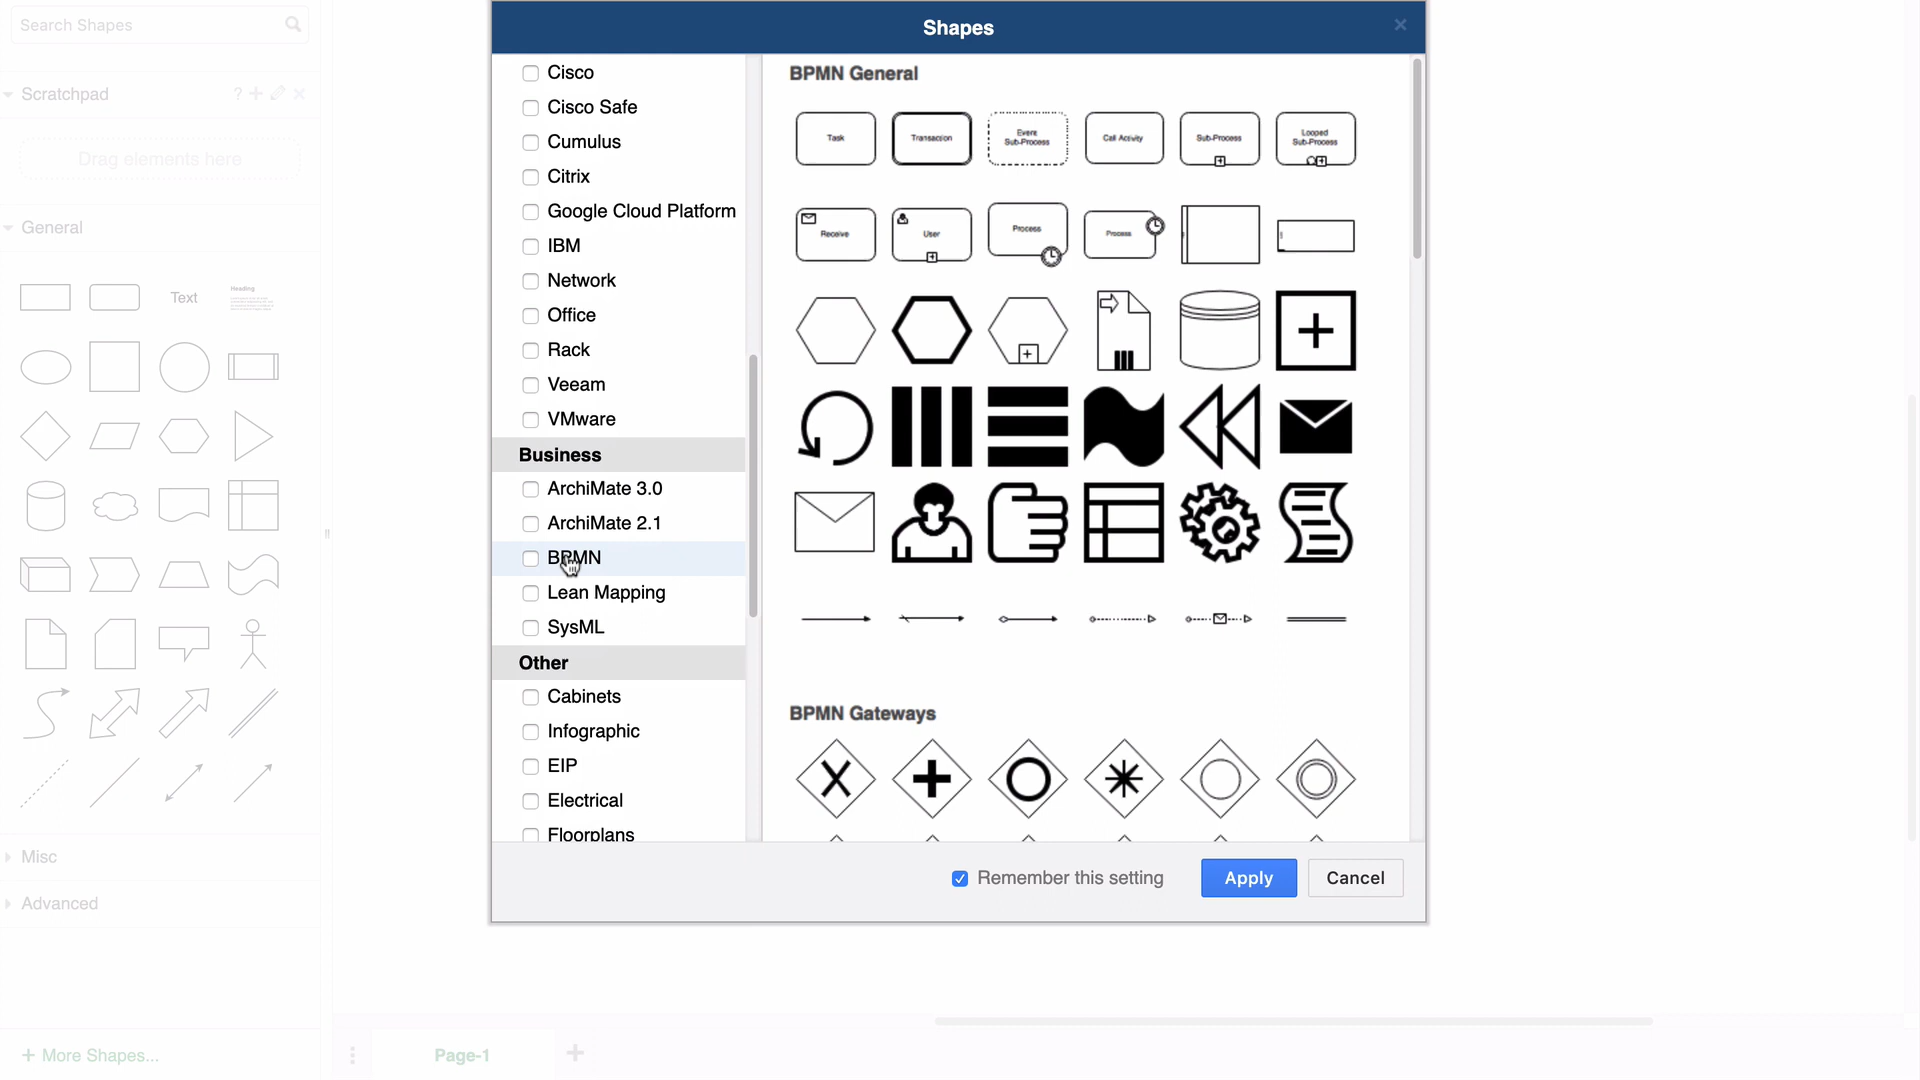 Search Shapes
Scratchpad
?
Drag elements here
General
Text
Heading
Misc
Advanced
+ More Shapes...
Shapes
Cisco
Cisco Safe
Cumulus
Citrix
Google Cloud Platform
IBM
Network
Office
Rack
Veeam
VMware
Business
ArchiMate 3.0
ArchiMate 2.1
BPMN
Lean Mapping
SysML
Other
Cabinets
Infographic
EIP
Electrical
Floorplans
BPMN General
Task
Transaction
Event
Sub-Process
Call Activity
Sub-Process
Looped
Sub-Process
Receive
User
Process
Process
BPMN Gateways
Remember this setting
Apply
Cancel
Page-1